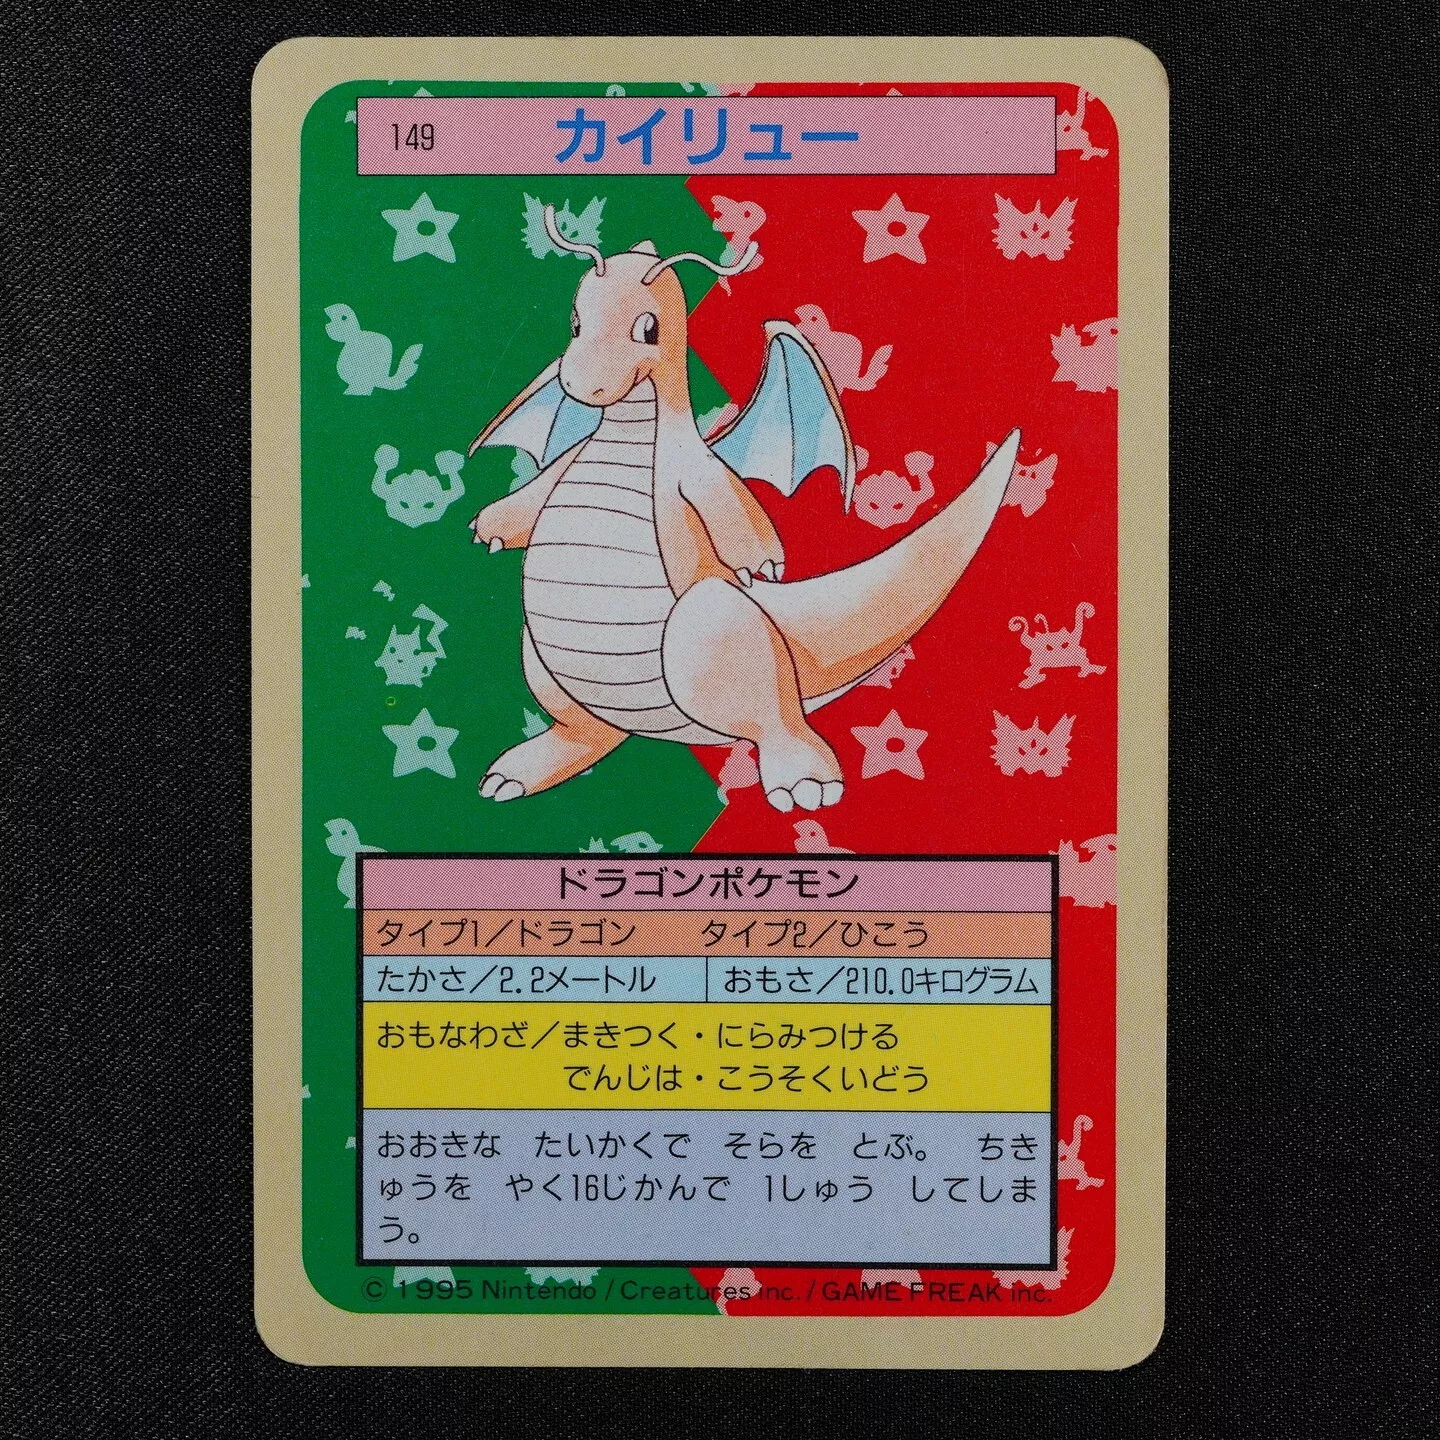 149 カイリュー
ドラゴンポケモン
タイプ1／ドラゴン タイプ2／ひこう
たかさ／2.2メートル おもさ／210.0キログラム
おもなわざ／まきつく・にらみつける
でんじは・こうそくいどう
おおきな たいかくで そらを とぶ。 ちき
ゅうを やく16じかんで 1しゅう してしま
う。
© 1995 Nintendo / Creatures inc. / GAME FREAK inc.